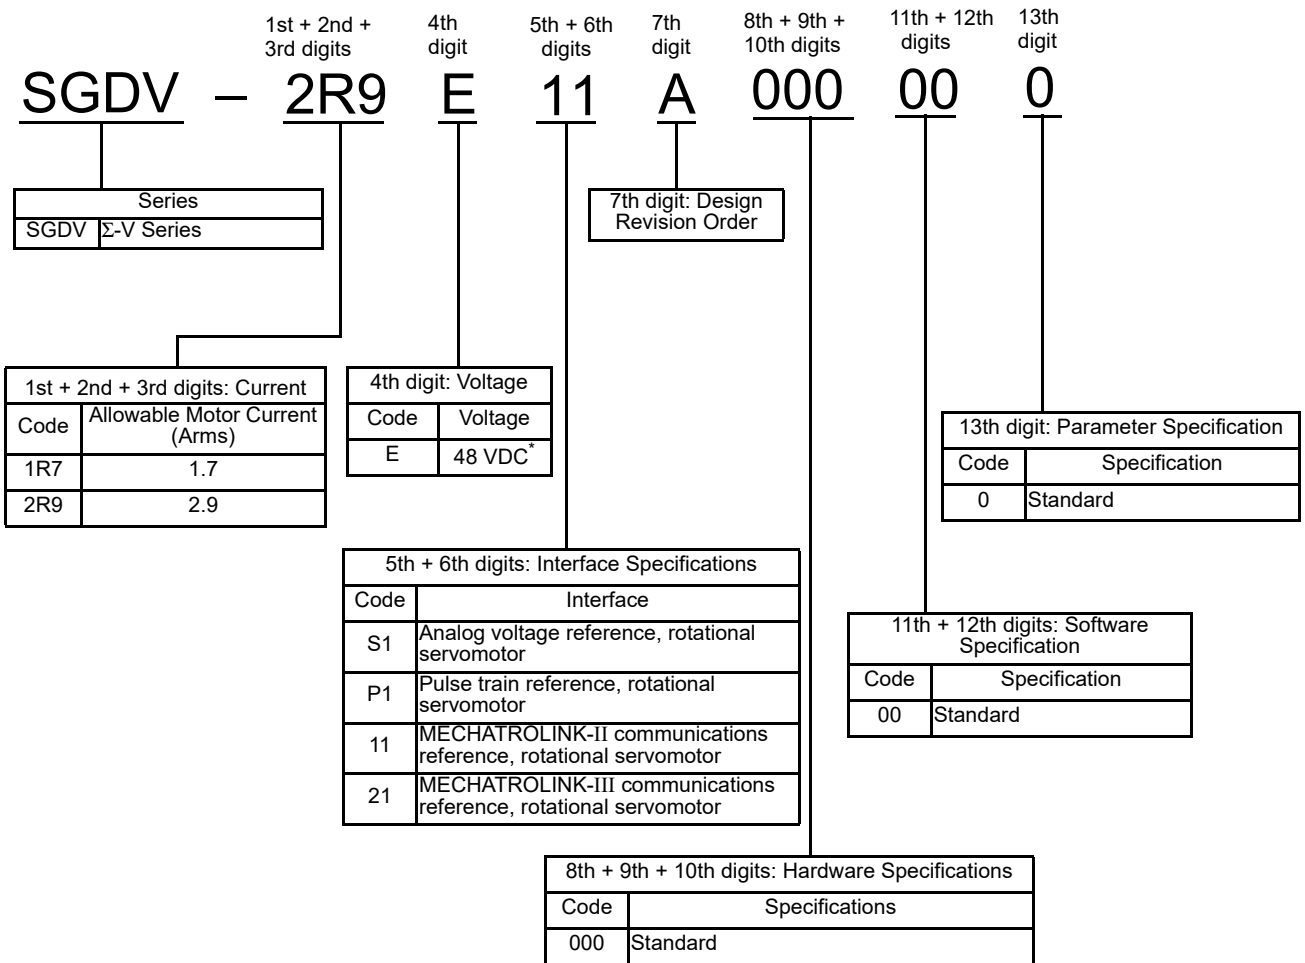 1st + 2nd +
3rd digits
4th
digit
5th + 6th
digits
7th
digit
8th + 9th +
10th digits
11th + 12th
digits
13th
digit
SGDV – 2R9 E 11 A 000 00 0
Series
SGDV Σ-V Series
7th digit: Design
Revision Order
1st + 2nd + 3rd digits: Current
Code
Allowable Motor Current
(Arms)
1R7 1.7
2R9 2.9
4th digit: Voltage
Code Voltage
E 48 VDC*
13th digit: Parameter Specification
Code Specification
0 Standard
5th + 6th digits: Interface Specifications
Code Interface
S1
Analog voltage reference, rotational
servomotor
P1
Pulse train reference, rotational
servomotor
11
MECHATROLINK-II communications
reference, rotational servomotor
21
MECHATROLINK-III communications
reference, rotational servomotor
11th + 12th digits: Software
Specification
Code Specification
00 Standard
8th + 9th + 10th digits: Hardware Specifications
Code Specifications
000 Standard